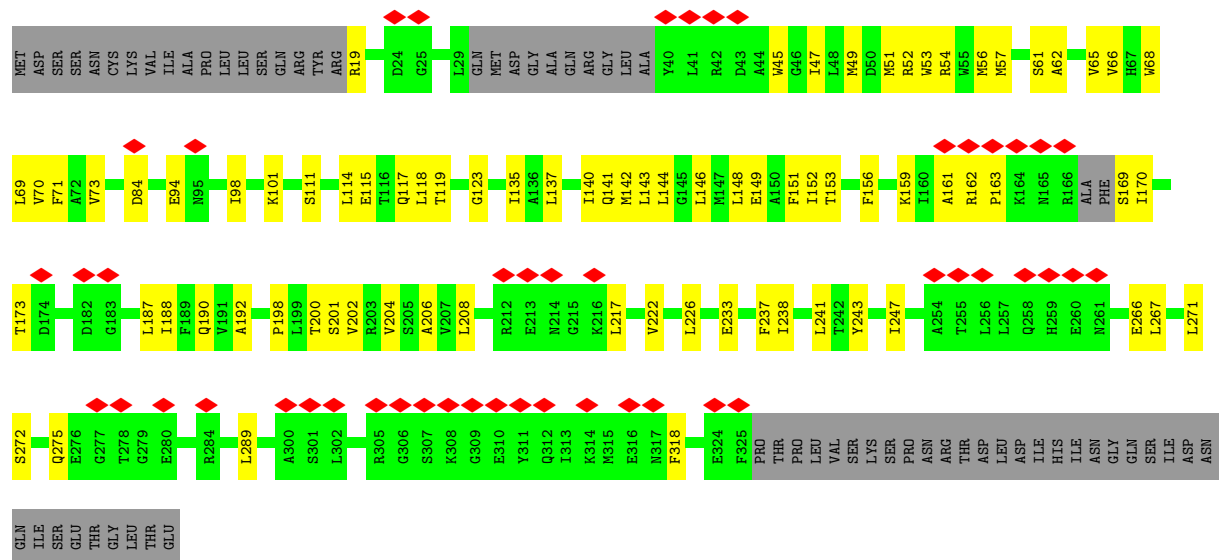 MET ASP SER SER ASN CYS LYS VAL ILE ALA PRO LEU LEU SER GLN ARG TYR ARG R19 D24 G25 L29 GLN MET ASP GLY ALA GLN ARG GLY LEU ALA Y40 L41 R42 D43 A44 W45 G46 I47 L48 M49 D50 M51 R52 W53 R54 W55 M56 M57 S61 A62 V65 V66 H67 W68
L69 V70 F71 A72 V73 D84 E94 N95 I98 K101 S111 L114 E115 T116 Q117 L118 T119 G123 I135 A136 L137 I140 Q141 M142 L143 L144 G145 L146 M147 L148 E149 A150 F151 I152 T153 F156 K159 I160 A161 R162 P163 K164 N165 R166 ALA PHE S169 I170
T173 D174 D182 G183 L187 I188 F189 Q190 V191 A192 P198 L199 T200 S201 V202 R203 V204 S205 A206 V207 L208 R212 E213 N214 G215 K216 L217 V222 L226 E233 F237 I238 L241 T242 Y243 I247 A254 T255 L256 L257 Q258 H259 E260 N261 E266 L267 L271
S272 Q275 E276 G277 T278 G279 E280 R284 L289 A300 S301 L302 R305 G306 S307 K308 G309 E310 Y311 Q312 I313 K314 M315 E316 N317 F318 E324 F325 PRO THR PRO LEU VAL SER LYS SER PRO ASN ARG THR ASP LEU ASP ASP ILE HIS ILE ASN GLY GLN SER ILE ASP ASN
GLN ILE SER GLU THR GLY LEU THR GLU